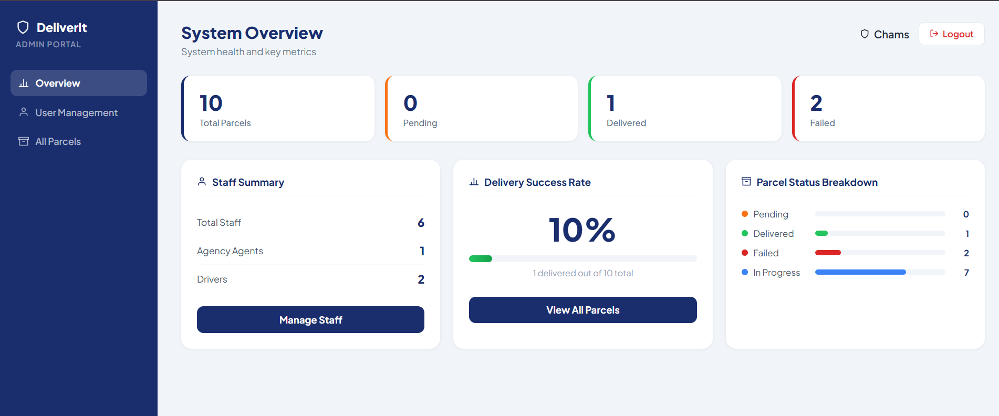 DeliverIt
ADMIN PORTAL
Overview
User Management
All Parcels
System Overview
System health and key metrics
Chams
Logout
10
Total Parcels
0
Pending
1
Delivered
2
Failed
Staff Summary
Total Staff 6
Agency Agents 1
Drivers 2
Manage Staff
Delivery Success Rate
10%
1 delivered out of 10 total
View All Parcels
Parcel Status Breakdown
Pending 0
Delivered 1
Failed 2
In Progress 7